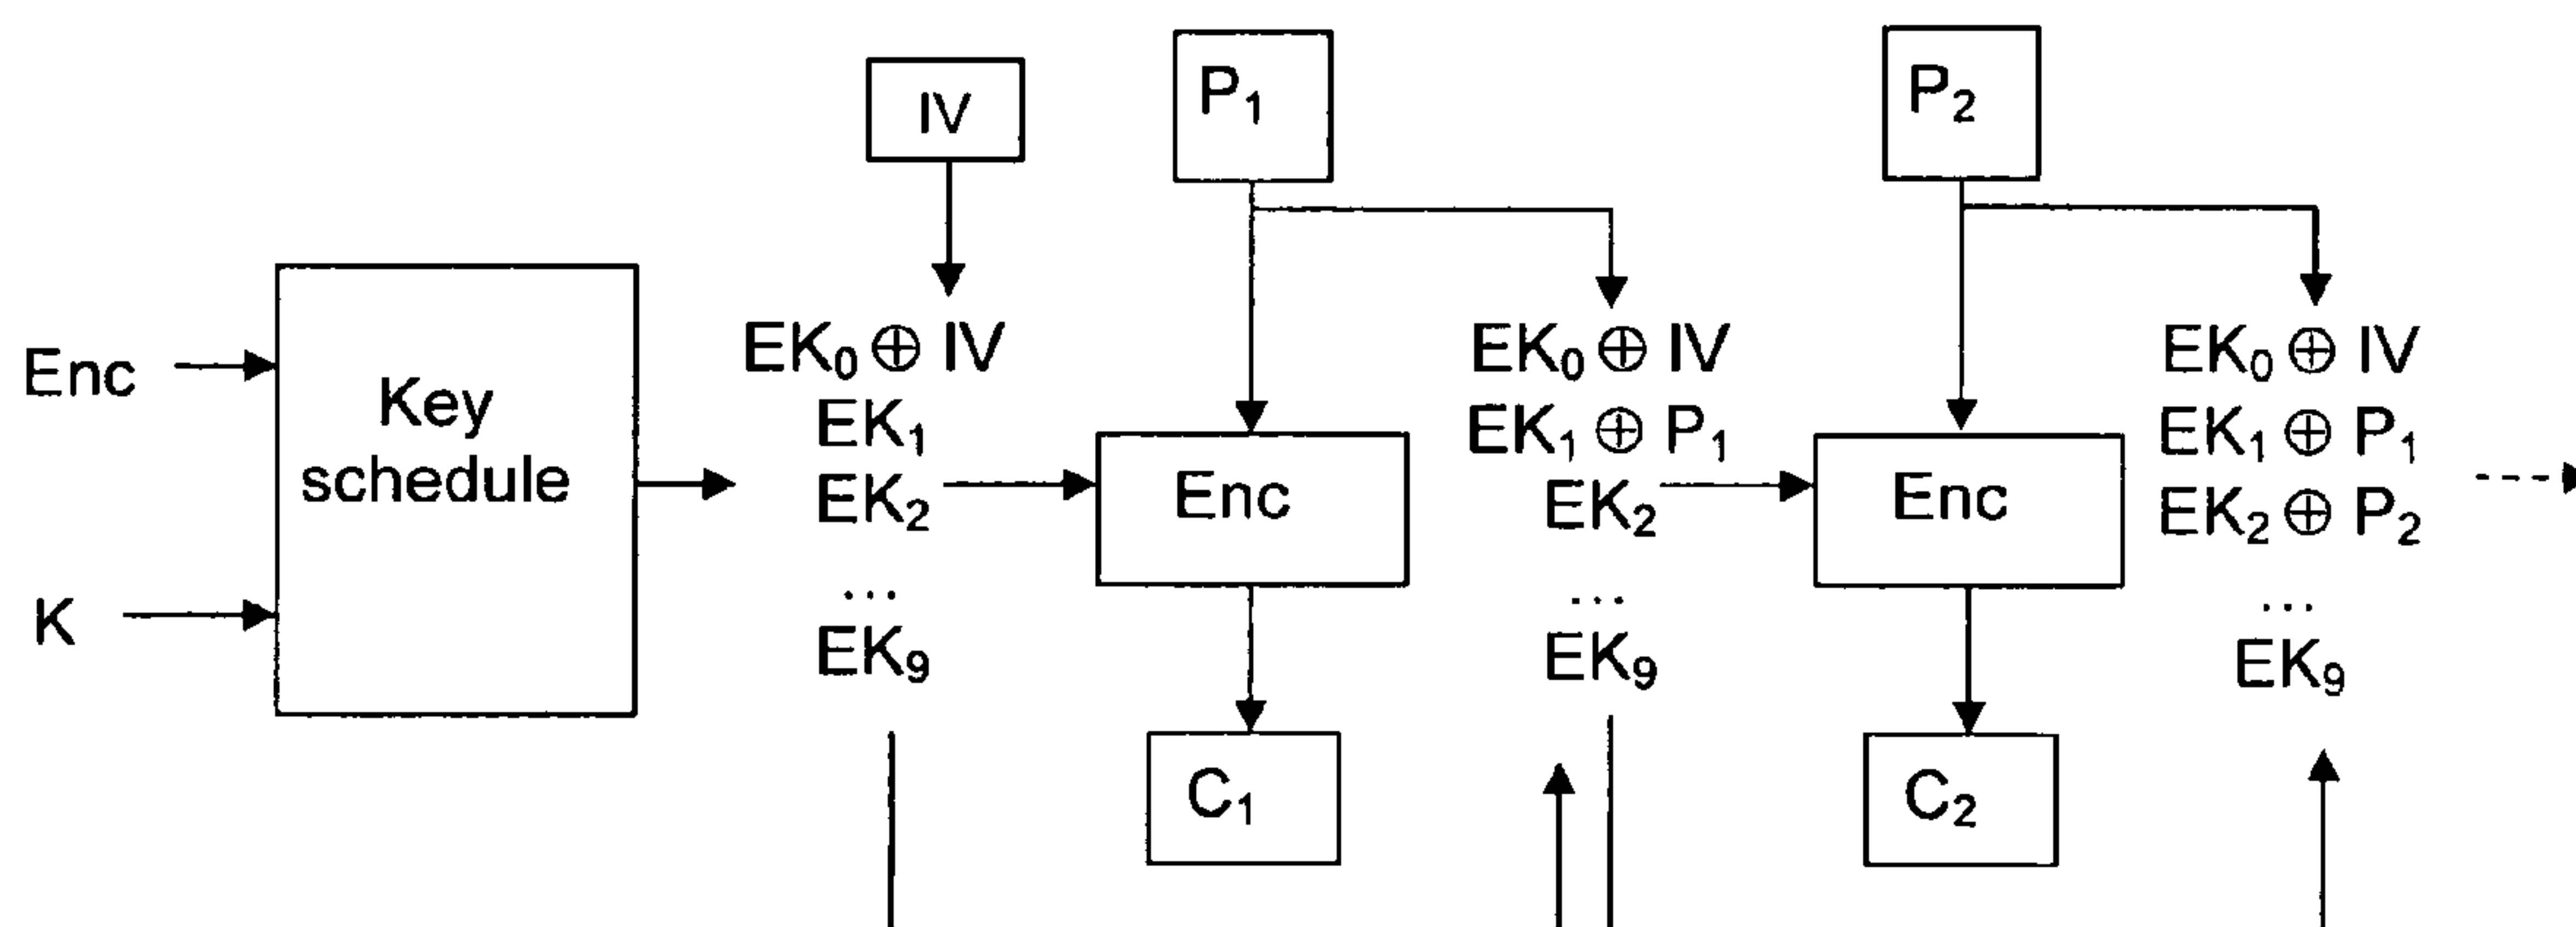 Enc
K
Key
schedule
IV
EK₀ ⊕ IV
EK₁
EK₂
...
EK₉
P₁
Enc
C₁
EK₀ ⊕ IV
EK₁ ⊕ P₁
EK₂
...
EK₉
P₂
Enc
C₂
EK₀ ⊕ IV
EK₁ ⊕ P₁
EK₂ ⊕ P₂
...
EK₉